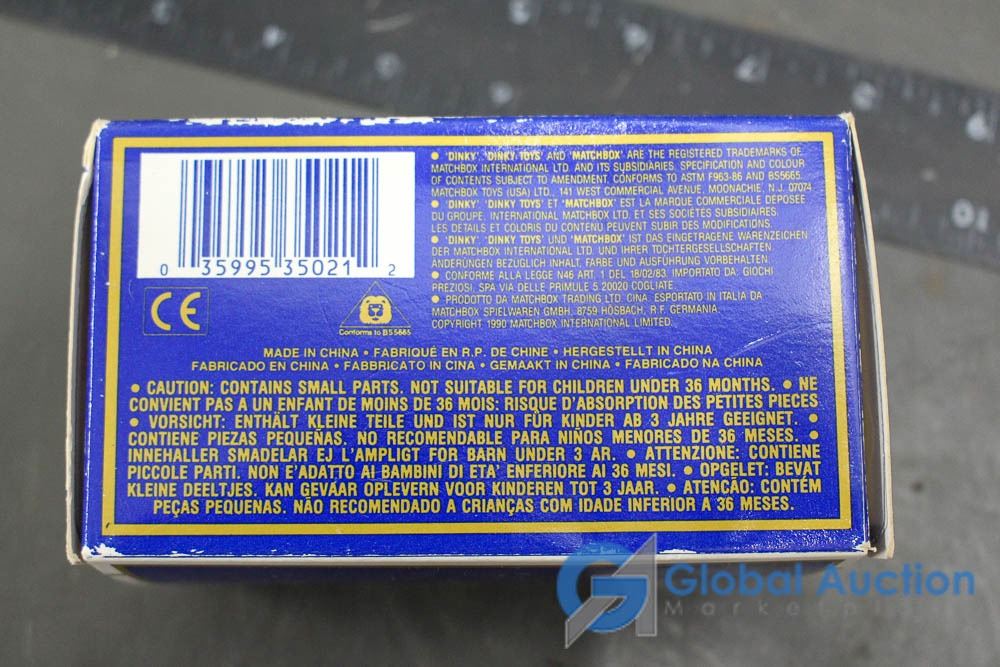 ● 'DINKY', 'DINKY TOYS' AND 'MATCHBOX' ARE THE REGISTERED TRADEMARKS OF
MATCHBOX INTERNATIONAL LTD. AND ITS SUBSIDIARIES. SPECIFICATION AND COLOUR
OF CONTENTS SUBJECT TO AMENDMENT. CONFORMS TO ASTM F963-86 AND BS5665.
MATCHBOX TOYS (USA) LTD., 141 WEST COMMERCIAL AVENUE, MOONACHIE, N.J. 07074
● 'DINKY', 'DINKY TOYS' ET 'MATCHBOX' EST LA MARQUE COMMERCIALE DEPOSEE
DU GROUPE, INTERNATIONAL MATCHBOX LTD. ET SES SOCIÉTÉS SUBSIDIAIRES.
LES DETAILS ET COLORIS DU CONTENU PEUVENT SUBIR DES MODIFICATIONS.
● 'DINKY', 'DINKY TOYS' UND 'MATCHBOX' IST DAS EINGETRAGENE WARENZEICHEN
DER MATCHBOX INTERNATIONAL LTD. UND IHRER TOCHTERGESELLSCHAFTEN.
ÄNDERUNGEN BEZÜGLICH INHALT, FARBE UND AUSFÜHRUNG VORBEHALTEN.
● CONFORME ALLA LEGGE N46 ART. 1 DEL 18/02/83. IMPORTATO DA: GIOCHI
PREZIOSI, SPA VIA DELLE PRIMULE 5 20020 COGLIATE.
● PRODOTTO DA MATCHBOX TRADING LTD. CINA. ESPORTATO IN ITALIA DA
MATCHBOX SPIELWAREN GMBH, 8759 HÖSBACH, R.F. GERMANIA.
COPYRIGHT 1990 MATCHBOX INTERNATIONAL LIMITED.
0 35995 35021 2
CE
Conforms to BS5665
MADE IN CHINA • FABRIQUÉ EN R.P. DE CHINE • HERGESTELLT IN CHINA
FABRICADO EN CHINA • FABBRICATO IN CINA • GEMAAKT IN CHINA • FABRICADO NA CHINA
● CAUTION: CONTAINS SMALL PARTS. NOT SUITABLE FOR CHILDREN UNDER 36 MONTHS. ● NE
CONVIENT PAS A UN ENFANT DE MOINS DE 36 MOIS: RISQUE D'ABSORPTION DES PETITES PIECES
● VORSICHT: ENTHÄLT KLEINE TEILE UND IST NUR FÜR KINDER AB 3 JAHRE GEEIGNET. ●
CONTIENE PIEZAS PEQUEÑAS. NO RECOMENDABLE PARA NIÑOS MENORES DE 36 MESES. ●
INNEHALLER SMADELAR EJ L'AMPLIGT FOR BARN UNDER 3 AR. ● ATTENZIONE: CONTIENE
PICCOLE PARTI. NON E'ADATTO AI BAMBINI DI ETA' ENFERIORE AI 36 MESI. ● OPGELET: BEVAT
KLEINE DEELTJES. KAN GEVÁAR OPLEVERN VOOR KINDEREN TOT 3 JAAR. ● ATENCÃO: CONTÉM
PEÇAS PEQUENAS. NÃO RECOMENDADO A CRIANÇAS COM IDADE INFERIOR A 36 MESES.
Global Auction